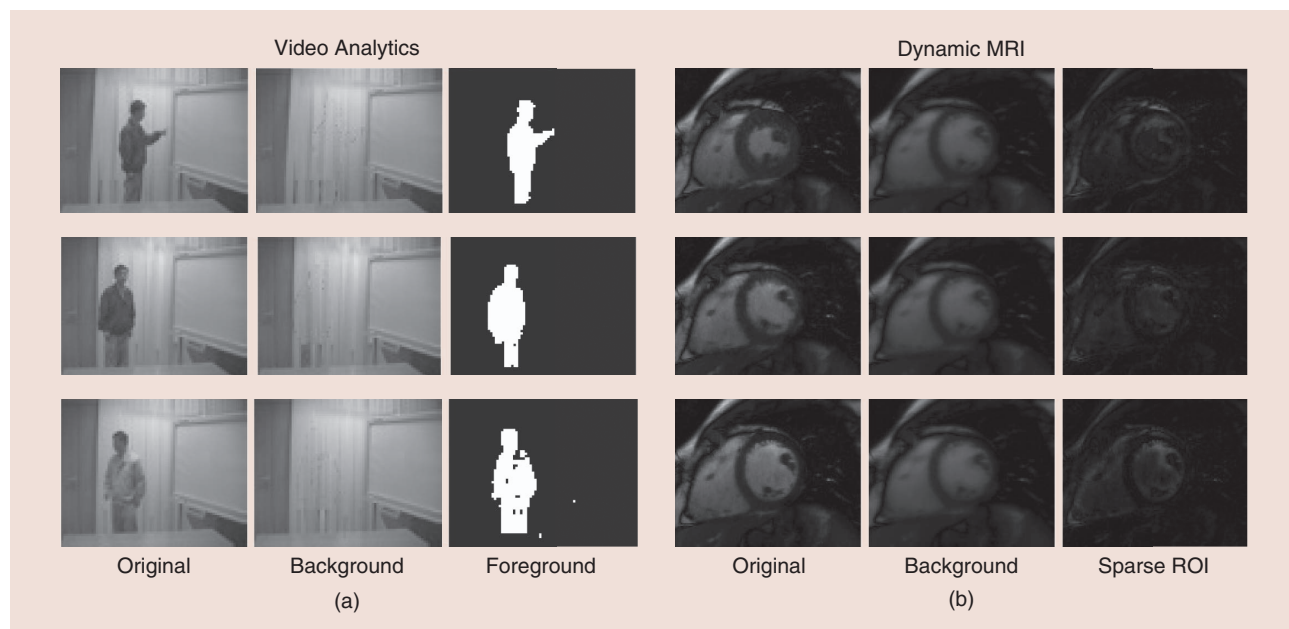 Video Analytics
Dynamic MRI
Original
Background
Foreground
Original
Background
Sparse ROI
(a)
(b)